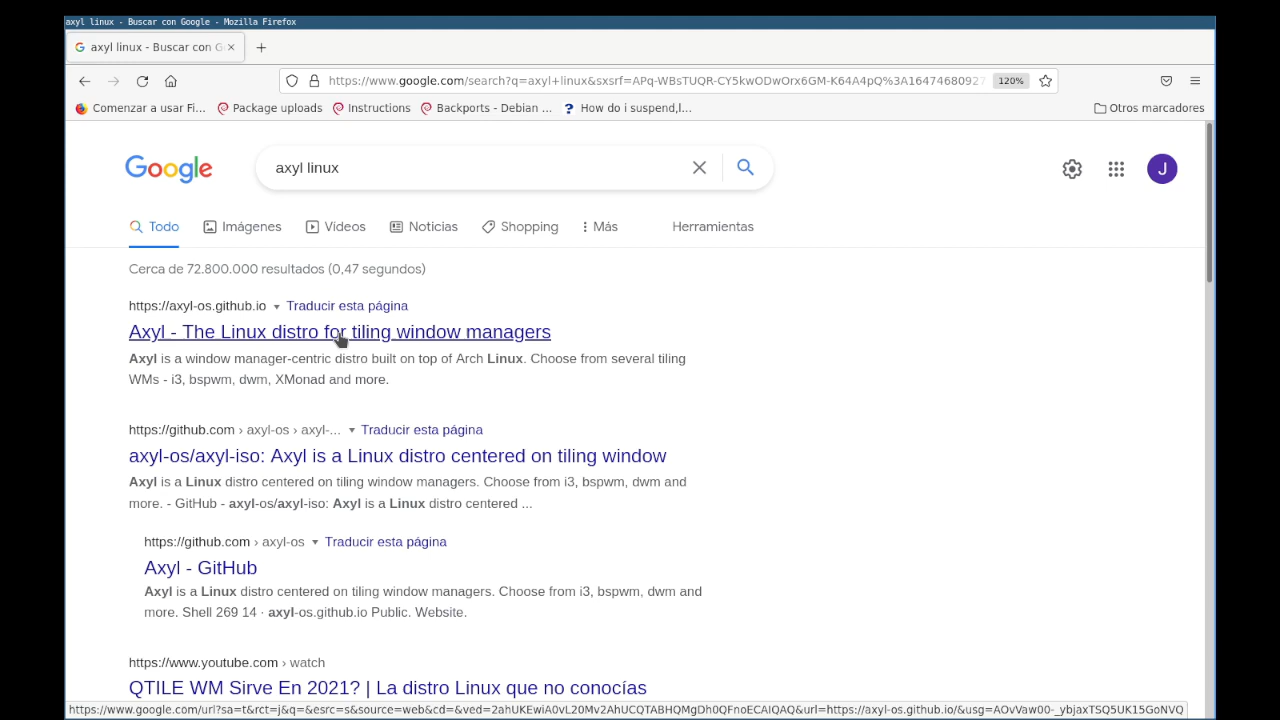 axyl linux - Buscar con Google - Mozilla Firefox
axyl linux - Buscar con G
https://www.google.com/search?q=axyl+linux&sxsrf=APq-WBsTUQR-CY5kwODwOrx6GM-K64A4pQ%3A1647468092? 120%
Comenzar a usar Fi... Package uploads Instructions Backports - Debian ... How do i suspend,l... Otros marcadores
Google axyl linux J
Todo Imágenes Vídeos Noticias Shopping Más Herramientas
Cerca de 72.800.000 resultados (0,47 segundos)
https://axyl-os.github.io Traducir esta página
Axyl - The Linux distro for tiling window managers
Axyl is a window manager-centric distro built on top of Arch Linux. Choose from several tiling
WMs - i3, bspwm, dwm, XMonad and more.
https://github.com › axyl-os › axyl-... Traducir esta página
axyl-os/axyl-iso: Axyl is a Linux distro centered on tiling window
Axyl is a Linux distro centered on tiling window managers. Choose from i3, bspwm, dwm and
more. - GitHub - axyl-os/axyl-iso: Axyl is a Linux distro centered ...
https://github.com › axyl-os Traducir esta página
Axyl - GitHub
Axyl is a Linux distro centered on tiling window managers. Choose from i3, bspwm, dwm and
more. Shell 269 14 · axyl-os.github.io Public. Website.
https://www.youtube.com › watch
QTILE WM Sirve En 2021? | La distro Linux que no conocías
https://www.google.com/url?sa=t&rct=j&q=&esrc=s&source=web&cd=&ved=2ahUKEwiA0vL20Mv2AhUCQTABHQMgDh0QFnoECAIQAQ&url=https://axyl-os.github.io/&usg=AOvVaw00-_ybjaxTSQ5UK15GoNVQ